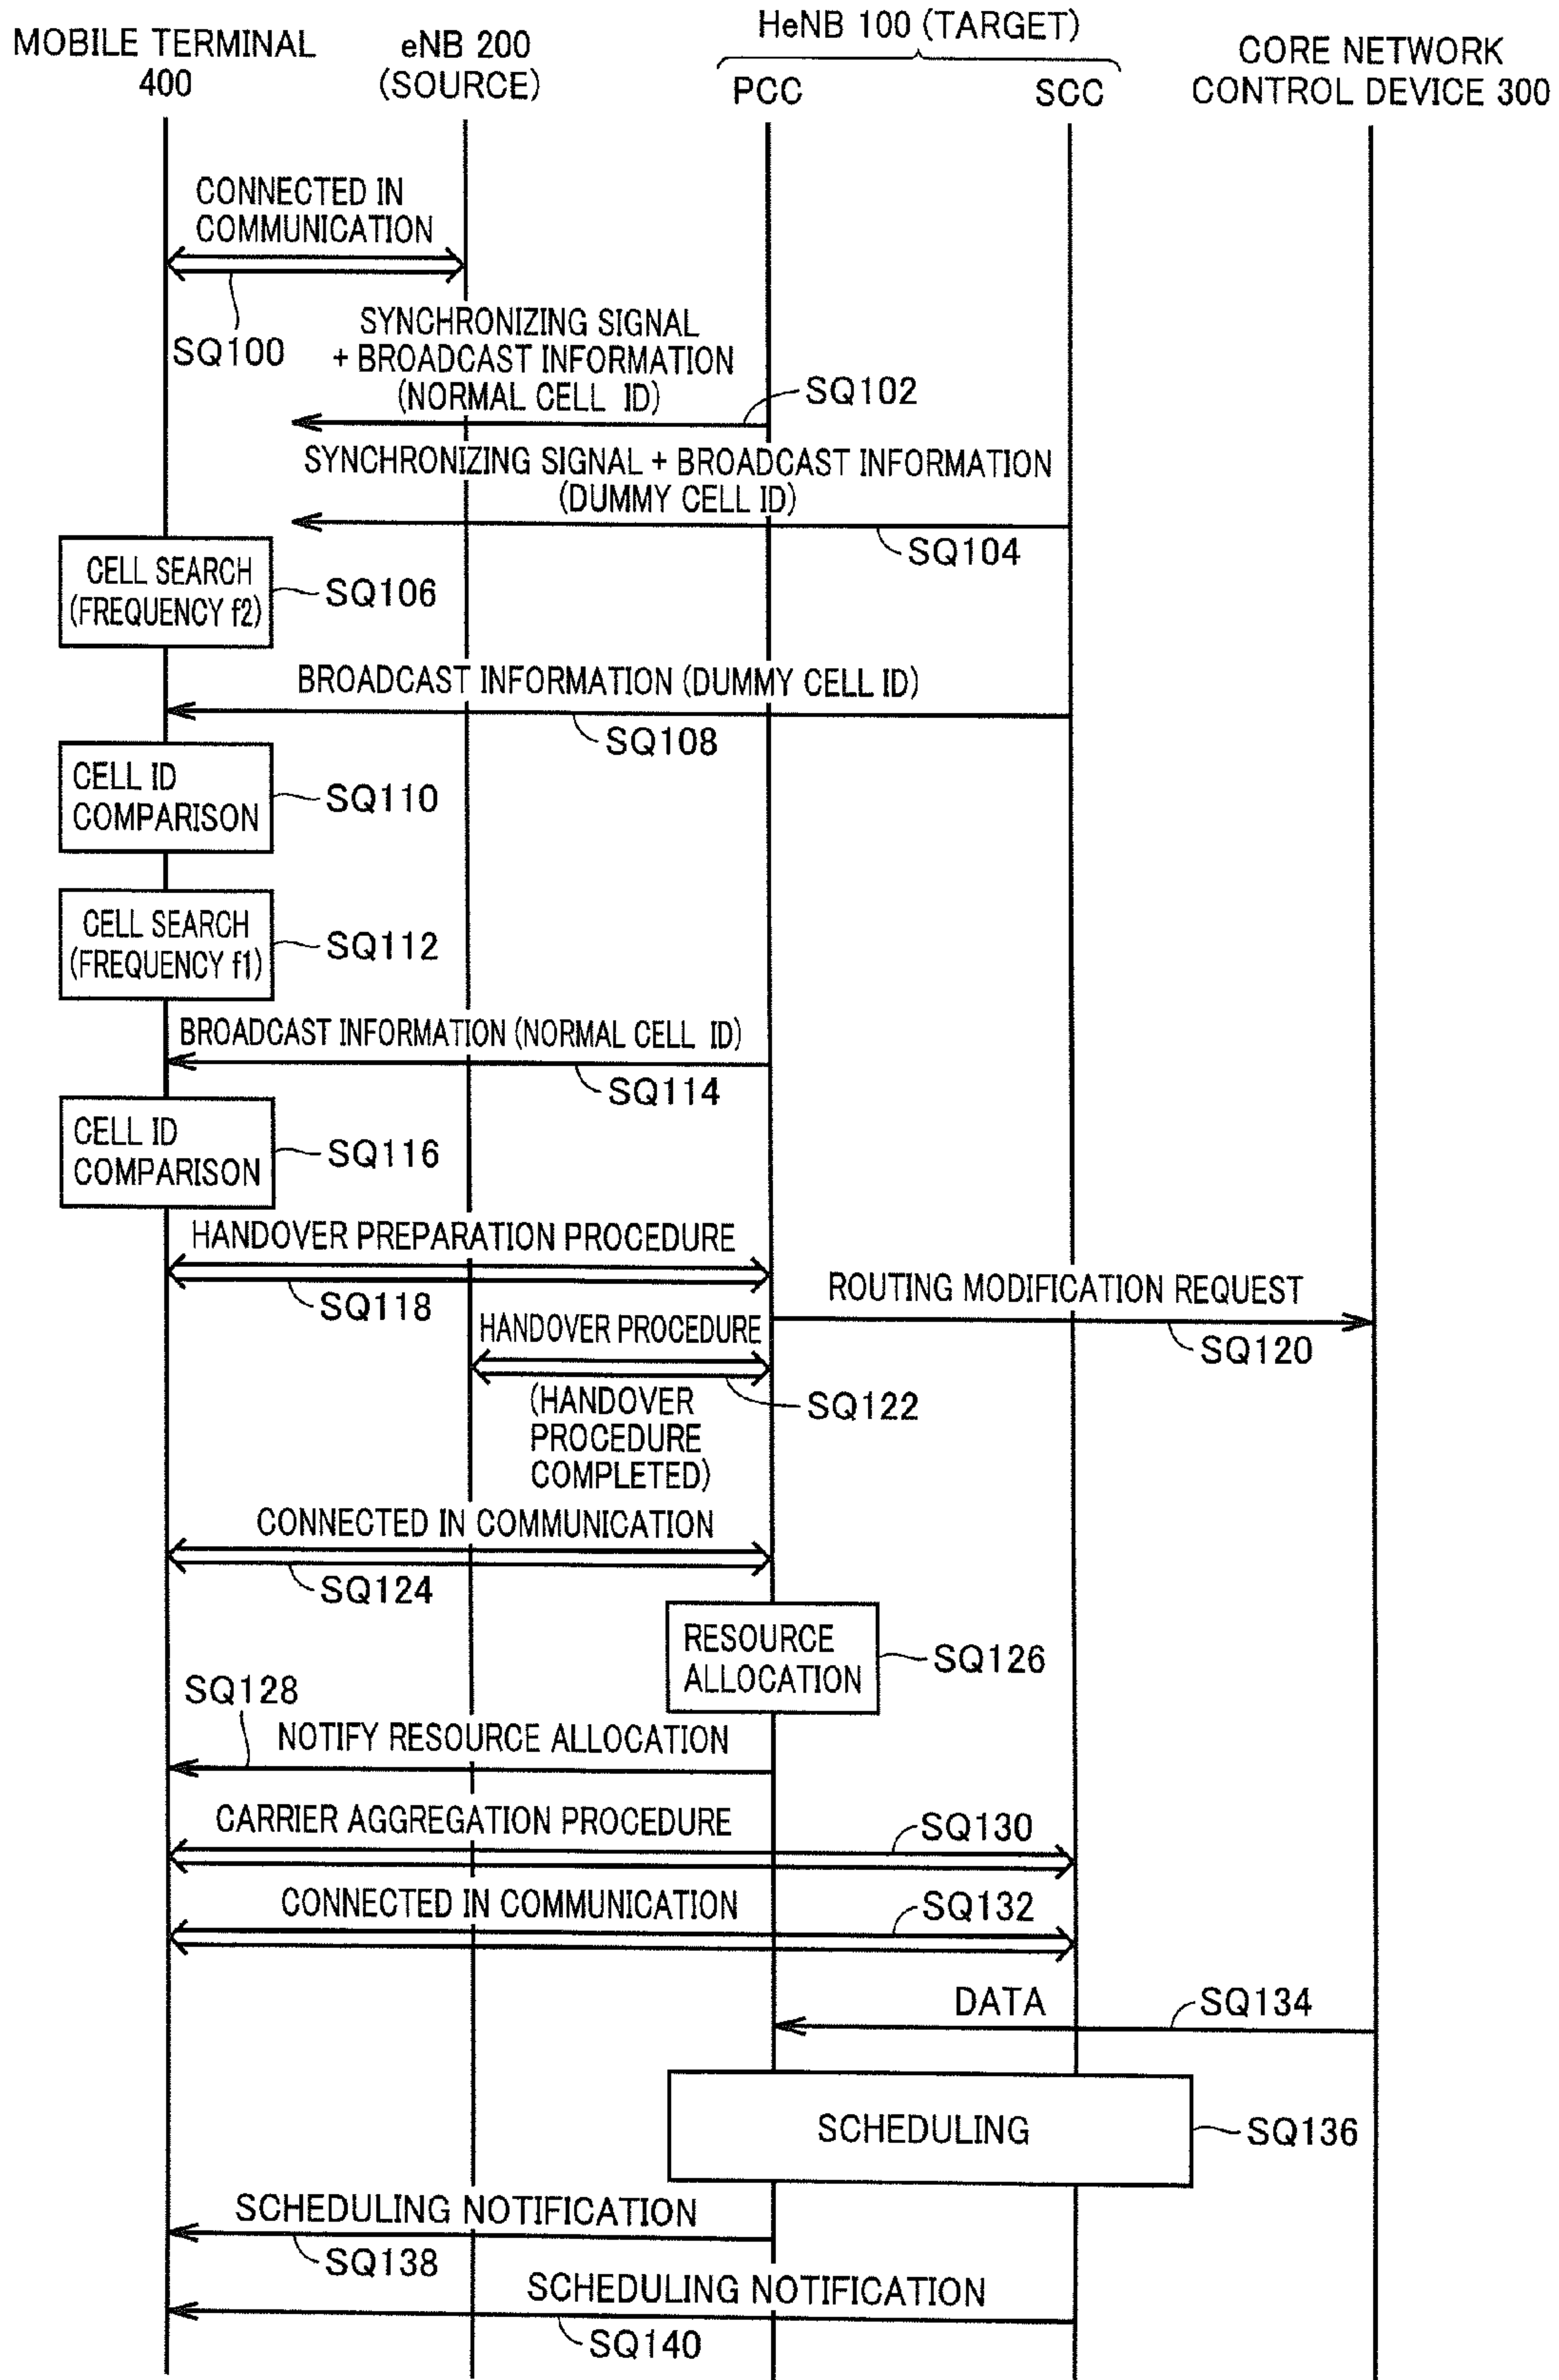 MOBILE TERMINAL
400
eNB 200
(SOURCE)
HeNB 100 (TARGET)
PCC
SCC
CORE NETWORK
CONTROL DEVICE 300
CONNECTED IN
COMMUNICATION
SQ100
SYNCHRONIZING SIGNAL
+ BROADCAST INFORMATION
(NORMAL CELL ID)
SQ102
SYNCHRONIZING SIGNAL + BROADCAST INFORMATION
(DUMMY CELL ID)
SQ104
CELL SEARCH
(FREQUENCY f2)
SQ106
BROADCAST INFORMATION (DUMMY CELL ID)
SQ108
CELL ID
COMPARISON
SQ110
CELL SEARCH
(FREQUENCY f1)
SQ112
BROADCAST INFORMATION (NORMAL CELL ID)
SQ114
CELL ID
COMPARISON
SQ116
HANDOVER PREPARATION PROCEDURE
SQ118
ROUTING MODIFICATION REQUEST
SQ120
HANDOVER PROCEDURE
SQ122
(HANDOVER
PROCEDURE
COMPLETED)
CONNECTED IN COMMUNICATION
SQ124
RESOURCE
ALLOCATION
SQ126
SQ128
NOTIFY RESOURCE ALLOCATION
CARRIER AGGREGATION PROCEDURE
SQ130
CONNECTED IN COMMUNICATION
SQ132
DATA
SQ134
SCHEDULING
SQ136
SCHEDULING NOTIFICATION
SQ138
SCHEDULING NOTIFICATION
SQ140